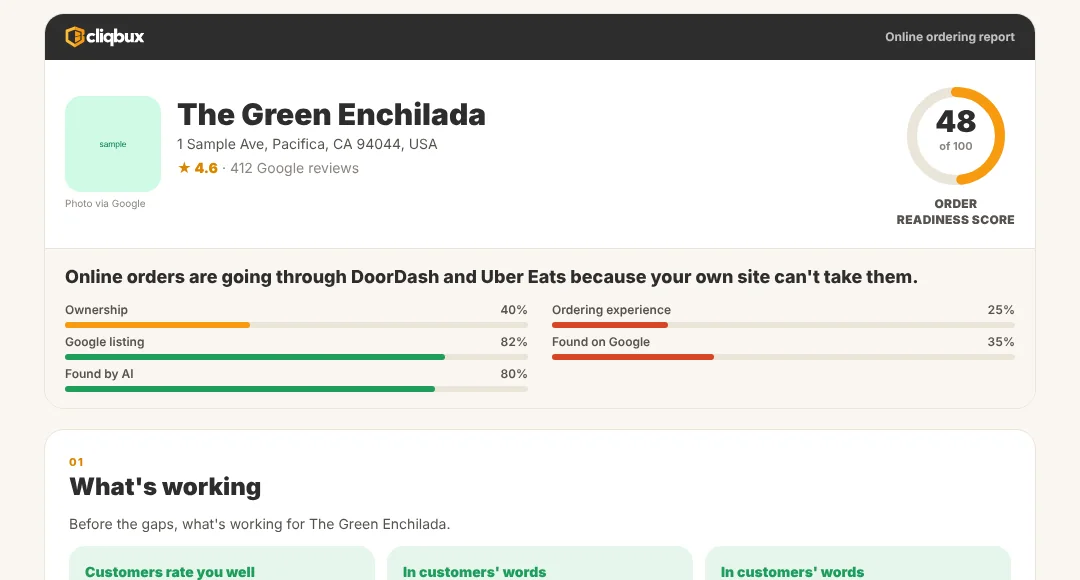 cliqbux
Online ordering report
sample
Photo via Google
The Green Enchilada
1 Sample Ave, Pacifica, CA 94044, USA
★ 4.6 · 412 Google reviews
48
of 100
ORDER
READINESS SCORE
Online orders are going through DoorDash and Uber Eats because your own site can't take them.
Ownership 40%
Ordering experience 25%
Google listing 82%
Found on Google 35%
Found by AI 80%
01
What's working
Before the gaps, what's working for The Green Enchilada.
Customers rate you well
In customers' words
In customers' words